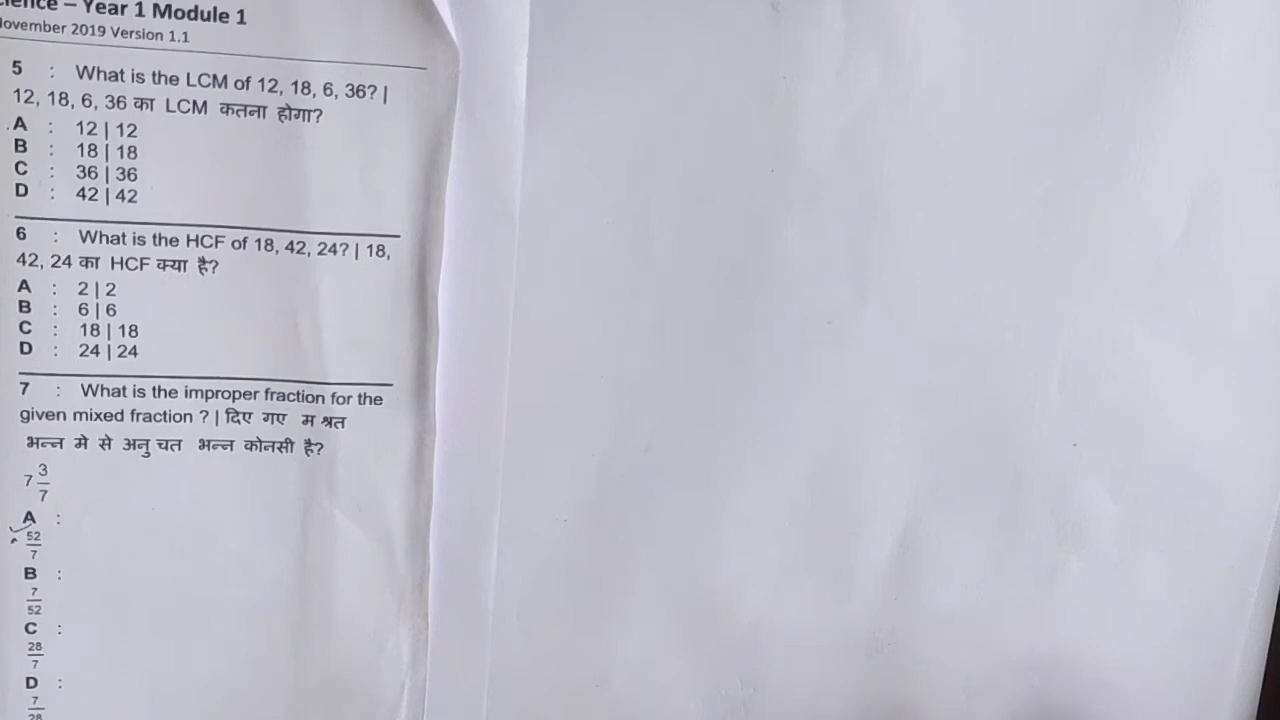 – Year 1 Module 1
November 2019 Version 1.1
5 : What is the LCM of 12, 18, 6, 36? |
12, 18, 6, 36 का LCM कतना होगा?
A : 12 | 12
B : 18 | 18
C : 36 | 36
D : 42 | 42
6 : What is the HCF of 18, 42, 24? | 18,
42, 24 का HCF क्या है?
A : 2 | 2
B : 6 | 6
C : 18 | 18
D : 24 | 24
7 : What is the improper fraction for the
given mixed fraction ? | दिए गए म श्रत
भन्न मे से अनु चत भन्न कोनसी है?
7 3/7
A :
52/7
B :
7/52
C :
28/7
D :
7/28